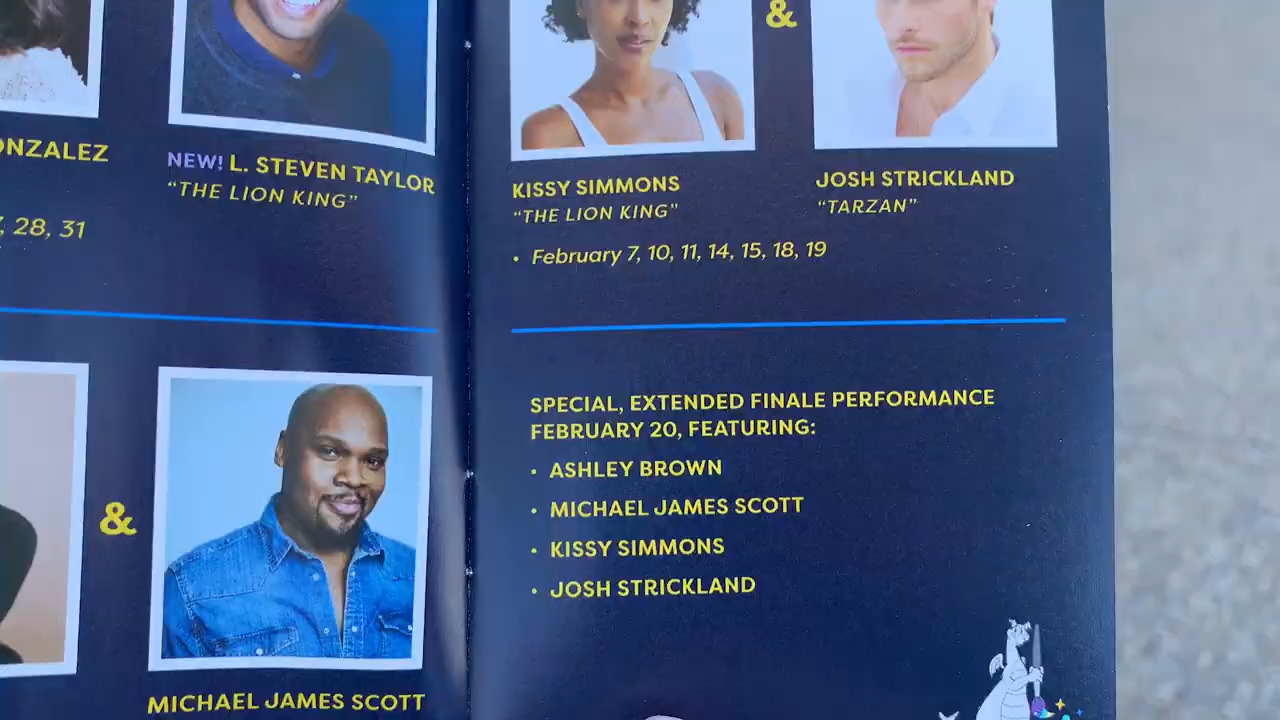 ONZALEZ
, 28, 31
NEW! L. STEVEN TAYLOR
“THE LION KING”
&
MICHAEL JAMES SCOTT
&
KISSY SIMMONS
“THE LION KING”
JOSH STRICKLAND
“TARZAN”
• February 7, 10, 11, 14, 15, 18, 19
SPECIAL, EXTENDED FINALE PERFORMANCE
FEBRUARY 20, FEATURING:
• ASHLEY BROWN
• MICHAEL JAMES SCOTT
• KISSY SIMMONS
• JOSH STRICKLAND